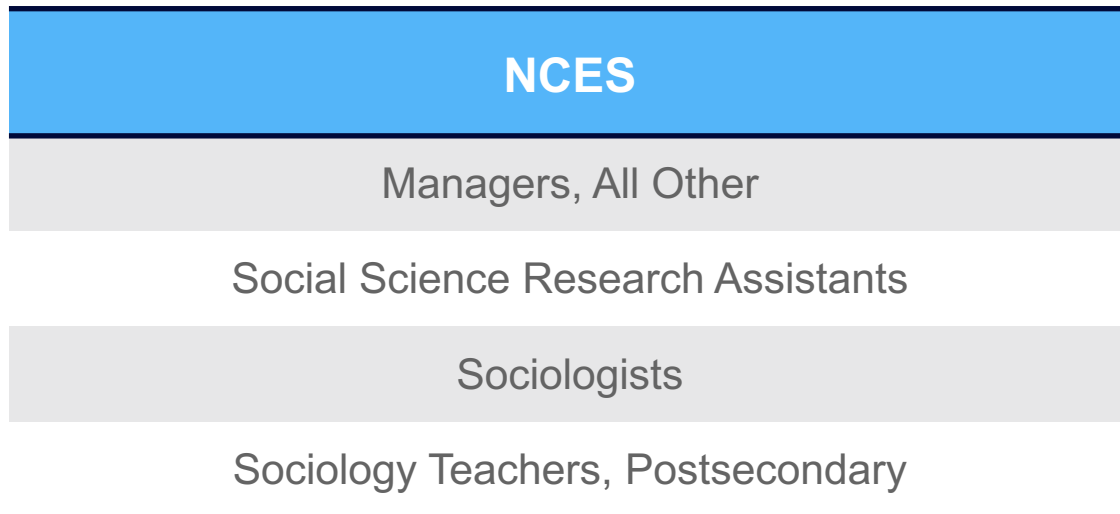 NCES
Managers, All Other
Social Science Research Assistants
Sociologists
Sociology Teachers, Postsecondary